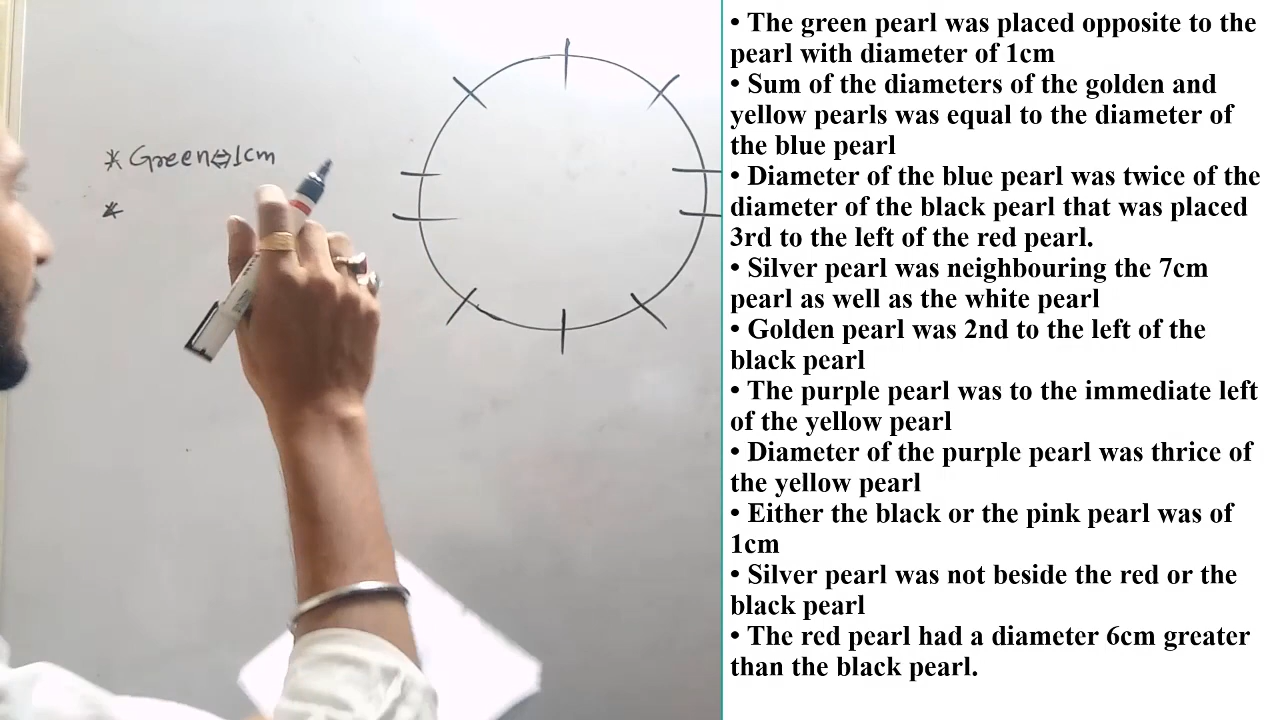 * Green⇔1cm
*
• The green pearl was placed opposite to the
pearl with diameter of 1cm
• Sum of the diameters of the golden and
yellow pearls was equal to the diameter of
the blue pearl
• Diameter of the blue pearl was twice of the
diameter of the black pearl that was placed
3rd to the left of the red pearl.
• Silver pearl was neighbouring the 7cm
pearl as well as the white pearl
• Golden pearl was 2nd to the left of the
black pearl
• The purple pearl was to the immediate left
of the yellow pearl
• Diameter of the purple pearl was thrice of
the yellow pearl
• Either the black or the pink pearl was of
1cm
• Silver pearl was not beside the red or the
black pearl
• The red pearl had a diameter 6cm greater
than the black pearl.